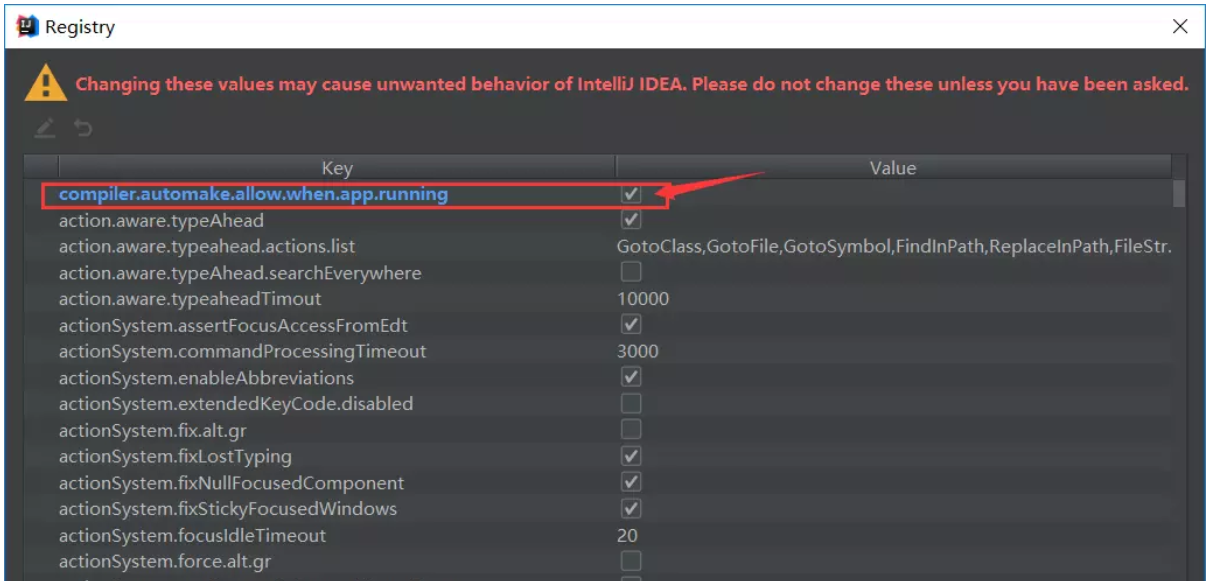 Registry
Changing these values may cause unwanted behavior of IntelliJ IDEA. Please do not change these unless you have been asked.
Key Value
compiler.automake.allow.when.app.running
action.aware.typeAhead
action.aware.typeahead.actions.list GotoClass,GotoFile,GotoSymbol,FindInPath,ReplaceInPath,FileStr.
action.aware.typeAhead.searchEverywhere
action.aware.typeaheadTimout 10000
actionSystem.assertFocusAccessFromEdt
actionSystem.commandProcessingTimeout 3000
actionSystem.enableAbbreviations
actionSystem.extendedKeyCode.disabled
actionSystem.fix.alt.gr
actionSystem.fixLostTyping
actionSystem.fixNullFocusedComponent
actionSystem.fixStickyFocusedWindows
actionSystem.focusIdleTimeout 20
actionSystem.force.alt.gr